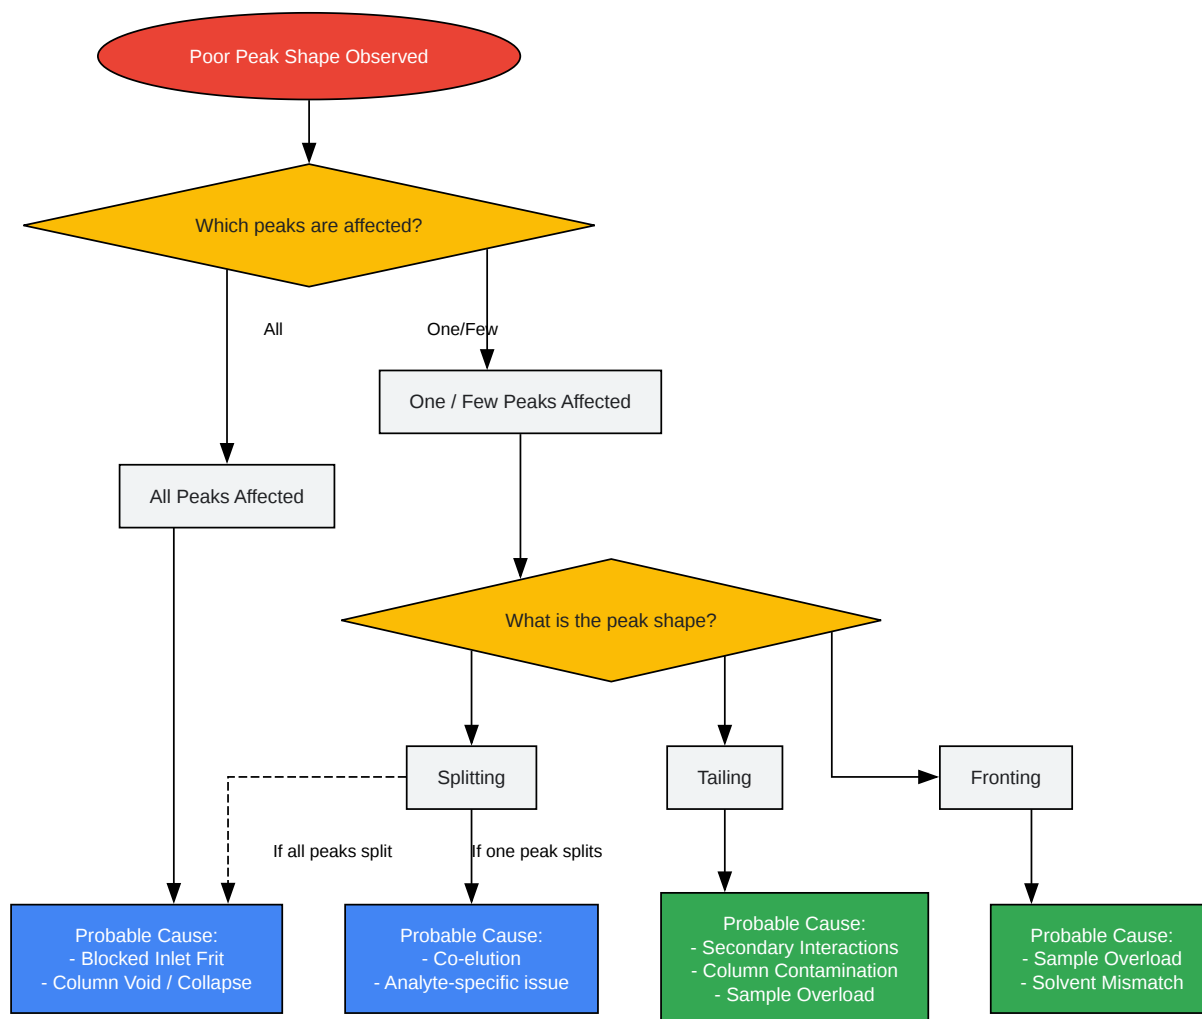 Poor Peak Shape Observed
Which peaks are affected?
All
One/Few
One / Few Peaks Affected
All Peaks Affected
What is the peak shape?
Splitting
Tailing
Fronting
If all peaks split
If one peak splits
Probable Cause:
- Blocked Inlet Frit
- Column Void / Collapse
Probable Cause:
- Co-elution
- Analyte-specific issue
Probable Cause:
- Secondary Interactions
- Column Contamination
- Sample Overload
Probable Cause:
- Sample Overload
- Solvent Mismatch